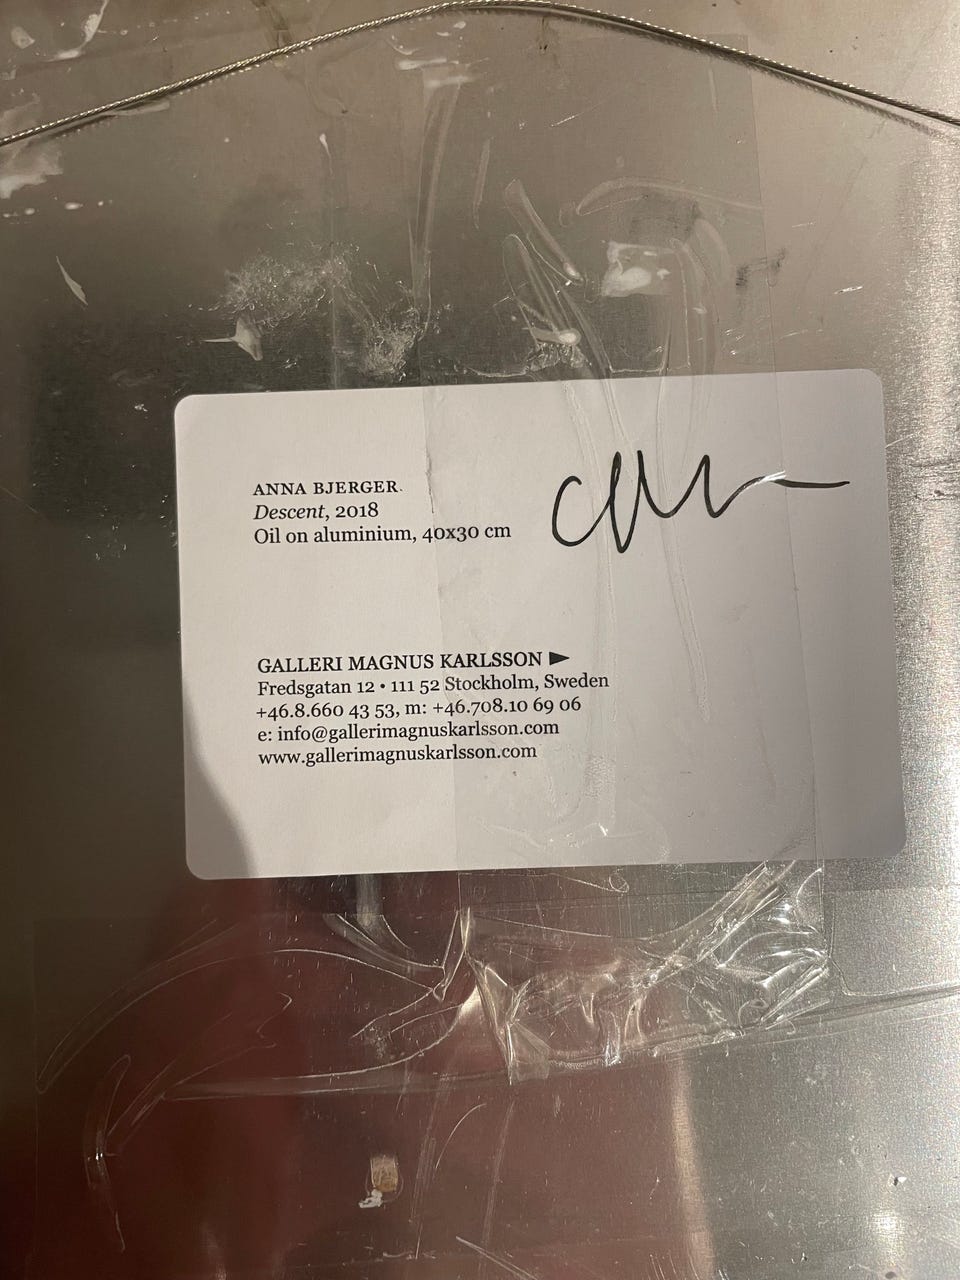 ANNA BJERGER.
Descent, 2018
Oil on aluminium, 40x30 cm
GALLERI MAGNUS KARLSSON ►
Fredsgatan 12 • 111 52 Stockholm, Sweden
+46.8.660 43 53, m: +46.708.10 69 06
e: info@gallerimagnuskarlsson.com
www.gallerimagnuskarlsson.com